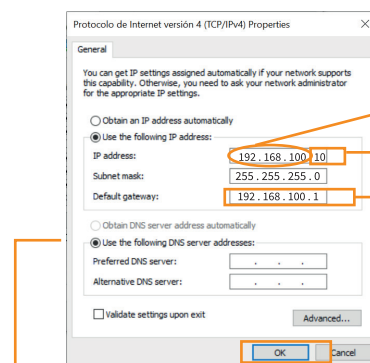 Protocolo de Internet versión 4 (TCP/IPv4) Properties
General
You can get IP settings assigned automatically if your network supports
this capability. Otherwise, you need to ask your network administrator
for the appropriate IP settings.
Obtain an IP address automatically
Use the following IP address:
IP address: 192.168.100.10
Subnet mask: 255.255.255.0
Default gateway: 192.168.100.1
Obtain DNS server address automatically
Use the following DNS server addresses:
Preferred DNS server: . . .
Alternative DNS server: . . .
Validate settings upon exit
Advanced...
OK Cancel